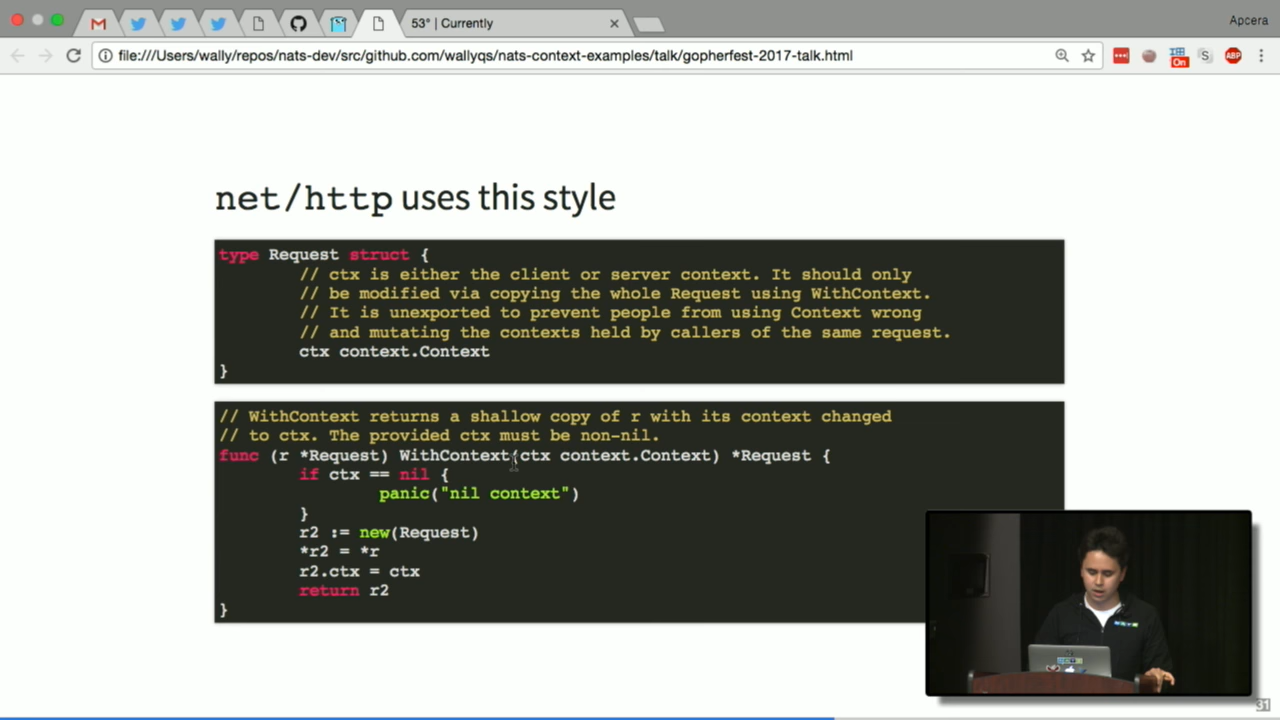 53° | Currently
Apcera
file:///Users/wally/repos/nats-dev/src/github.com/wallyqs/nats-context-examples/talk/gopherfest-2017-talk.html
On
S
ABP
net/http uses this style
type Request struct {
// ctx is either the client or server context. It should only
// be modified via copying the whole Request using WithContext.
// It is unexported to prevent people from using Context wrong
// and mutating the contexts held by callers of the same request.
ctx context.Context
}
// WithContext returns a shallow copy of r with its context changed
// to ctx. The provided ctx must be non-nil.
func (r *Request) WithContext(ctx context.Context) *Request {
if ctx == nil {
panic("nil context")
}
r2 := new(Request)
*r2 = *r
r2.ctx = ctx
return r2
}
31